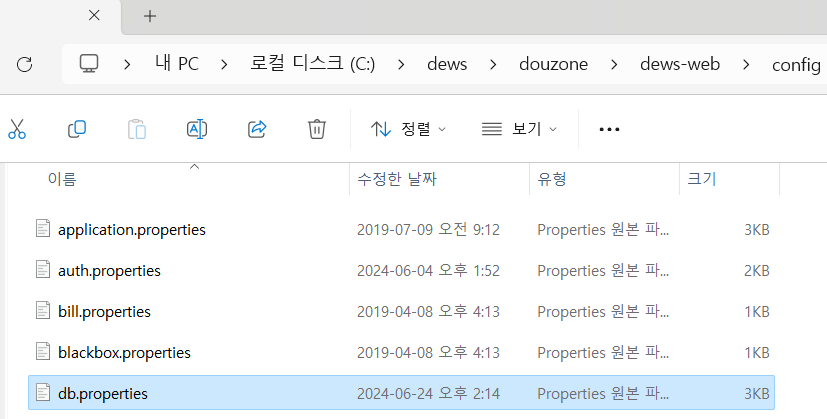 내 PC > 로컬 디스크 (C:) > dews > douzone > dews-web > config
정렬 보기
이름 수정한 날짜 유형 크기
application.properties 2019-07-09 오전 9:12 Properties 원본 파... 3KB
auth.properties 2024-06-04 오후 1:52 Properties 원본 파... 2KB
bill.properties 2019-04-08 오후 4:13 Properties 원본 파... 1KB
blackbox.properties 2019-04-08 오후 4:13 Properties 원본 파... 1KB
db.properties 2024-06-24 오후 2:14 Properties 원본 파... 3KB